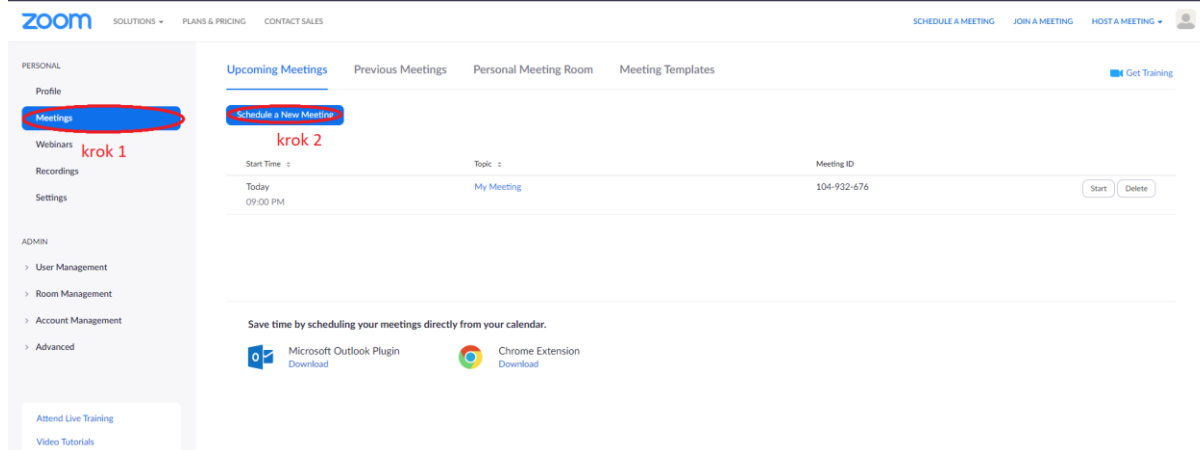 zoom SOLUTIONS PLANS & PRICING CONTACT SALES SCHEDULE A MEETING JOIN A MEETING HOST A MEETING
PERSONAL
Profile
Meetings
krok 1
Webinars
Recordings
Settings
ADMIN
User Management
Room Management
Account Management
Advanced
Attend Live Training
Video Tutorials
Upcoming Meetings Previous Meetings Personal Meeting Room Meeting Templates
Get Training
Schedule a New Meeting
krok 2
Start Time Topic Meeting ID
Today My Meeting 104-932-676 Start Delete
09:00 PM
Save time by scheduling your meetings directly from your calendar.
Microsoft Outlook Plugin
Download
Chrome Extension
Download